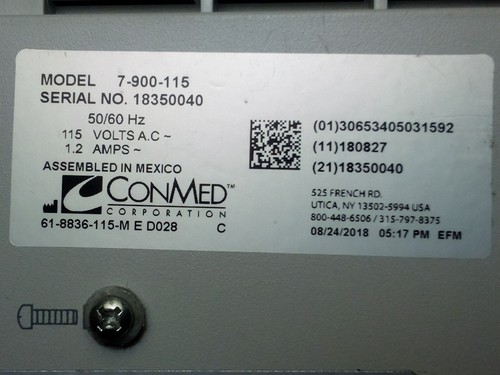 MODEL 7-900-115
SERIAL NO. 18350040
50/60 Hz
115 VOLTS A.C ~
1.2 AMPS ~
ASSEMBLED IN MEXICO
CONMED™
CORPORATION
61-8836-115-M E D028 C
(01)30653405031592
(11)180827
(21)18350040
525 FRENCH RD.
UTICA, NY 13502-5994 USA
800-448-6506 / 315-797-8375
08/24/2018 05:17 PM EFM